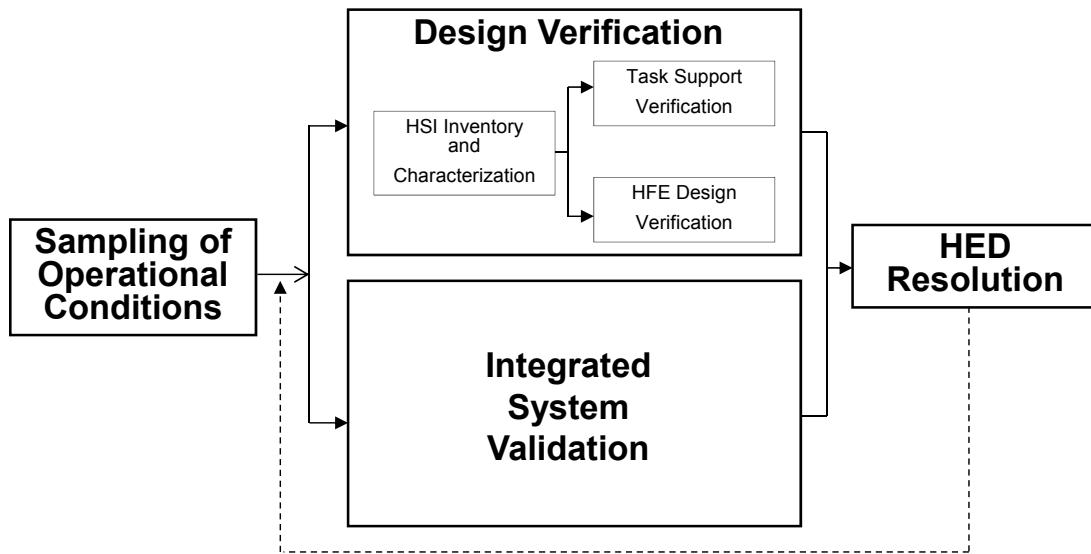 Design Verification
Task Support
Verification
HSI Inventory
and
Characterization
HFE Design
Verification
Sampling of
Operational
Conditions
HED
Resolution
Integrated
System
Validation